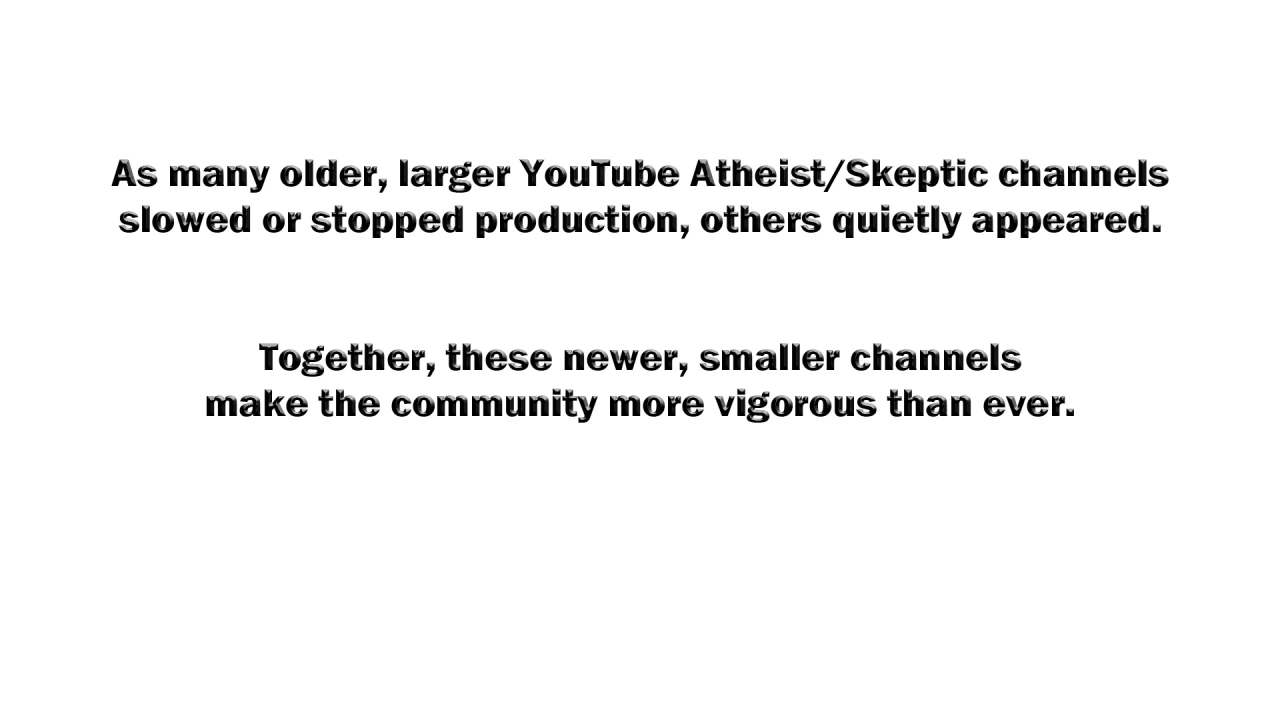 As many older, larger YouTube Atheist/Skeptic channels
slowed or stopped production, others quietly appeared.
Together, these newer, smaller channels
make the community more vigorous than ever.